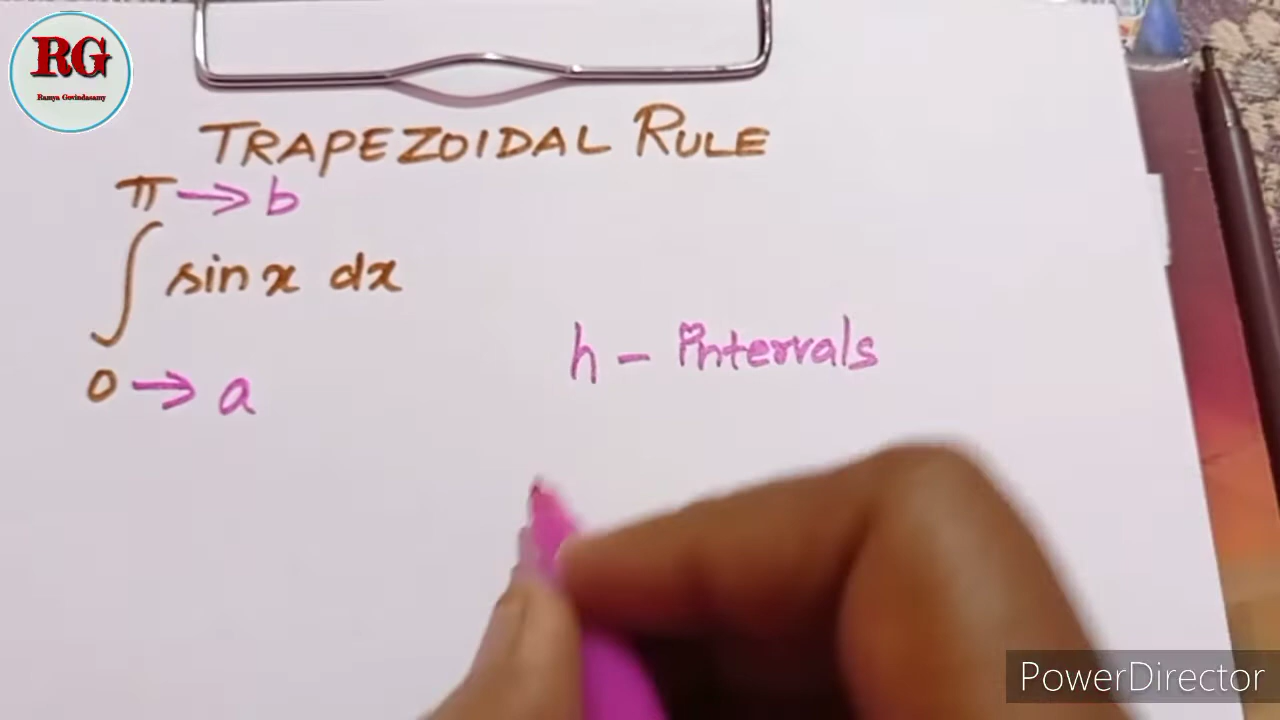 RG
Ramya Govindasamy
TRAPEZOIDAL RULE
π → b
∫ sin x dx
0 → a
h - intervals
PowerDirector